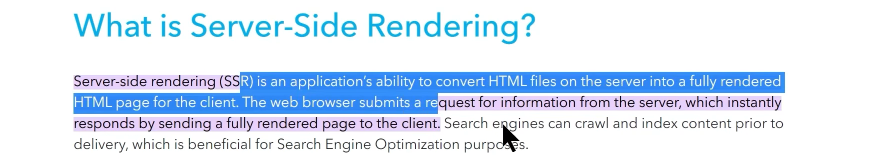 What is Server-Side Rendering?
Server-side rendering (SSR) is an application's ability to convert HTML files on the server into a fully rendered
HTML page for the client. The web browser submits a request for information from the server, which instantly
responds by sending a fully rendered page to the client. Search engines can crawl and index content prior to
delivery, which is beneficial for Search Engine Optimization purposes.